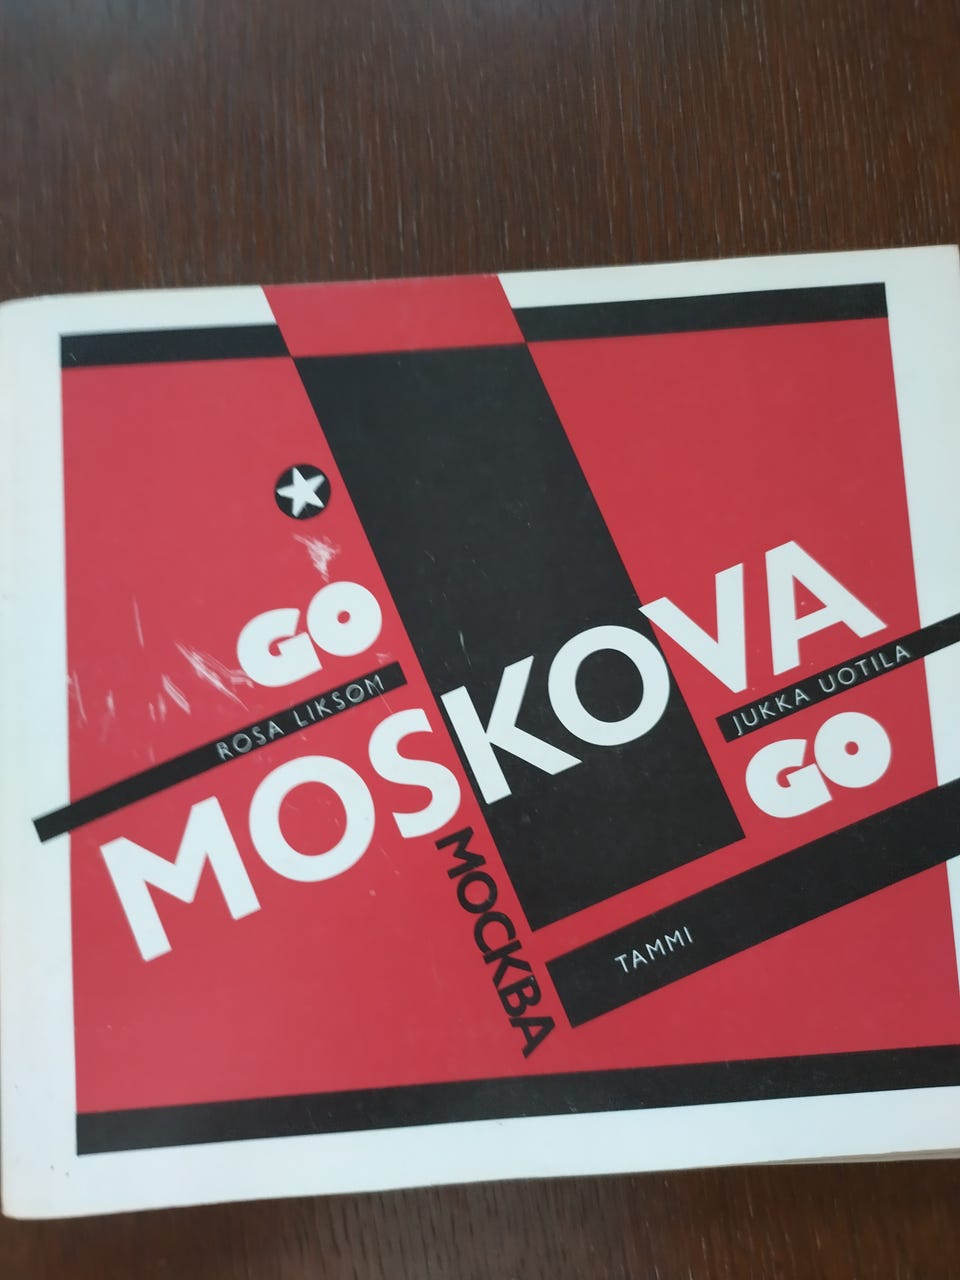 GO
ROSA LIKSOM
MOSKOVA
JUKKA UOTILA
GO
МОСКВА
TAMMI